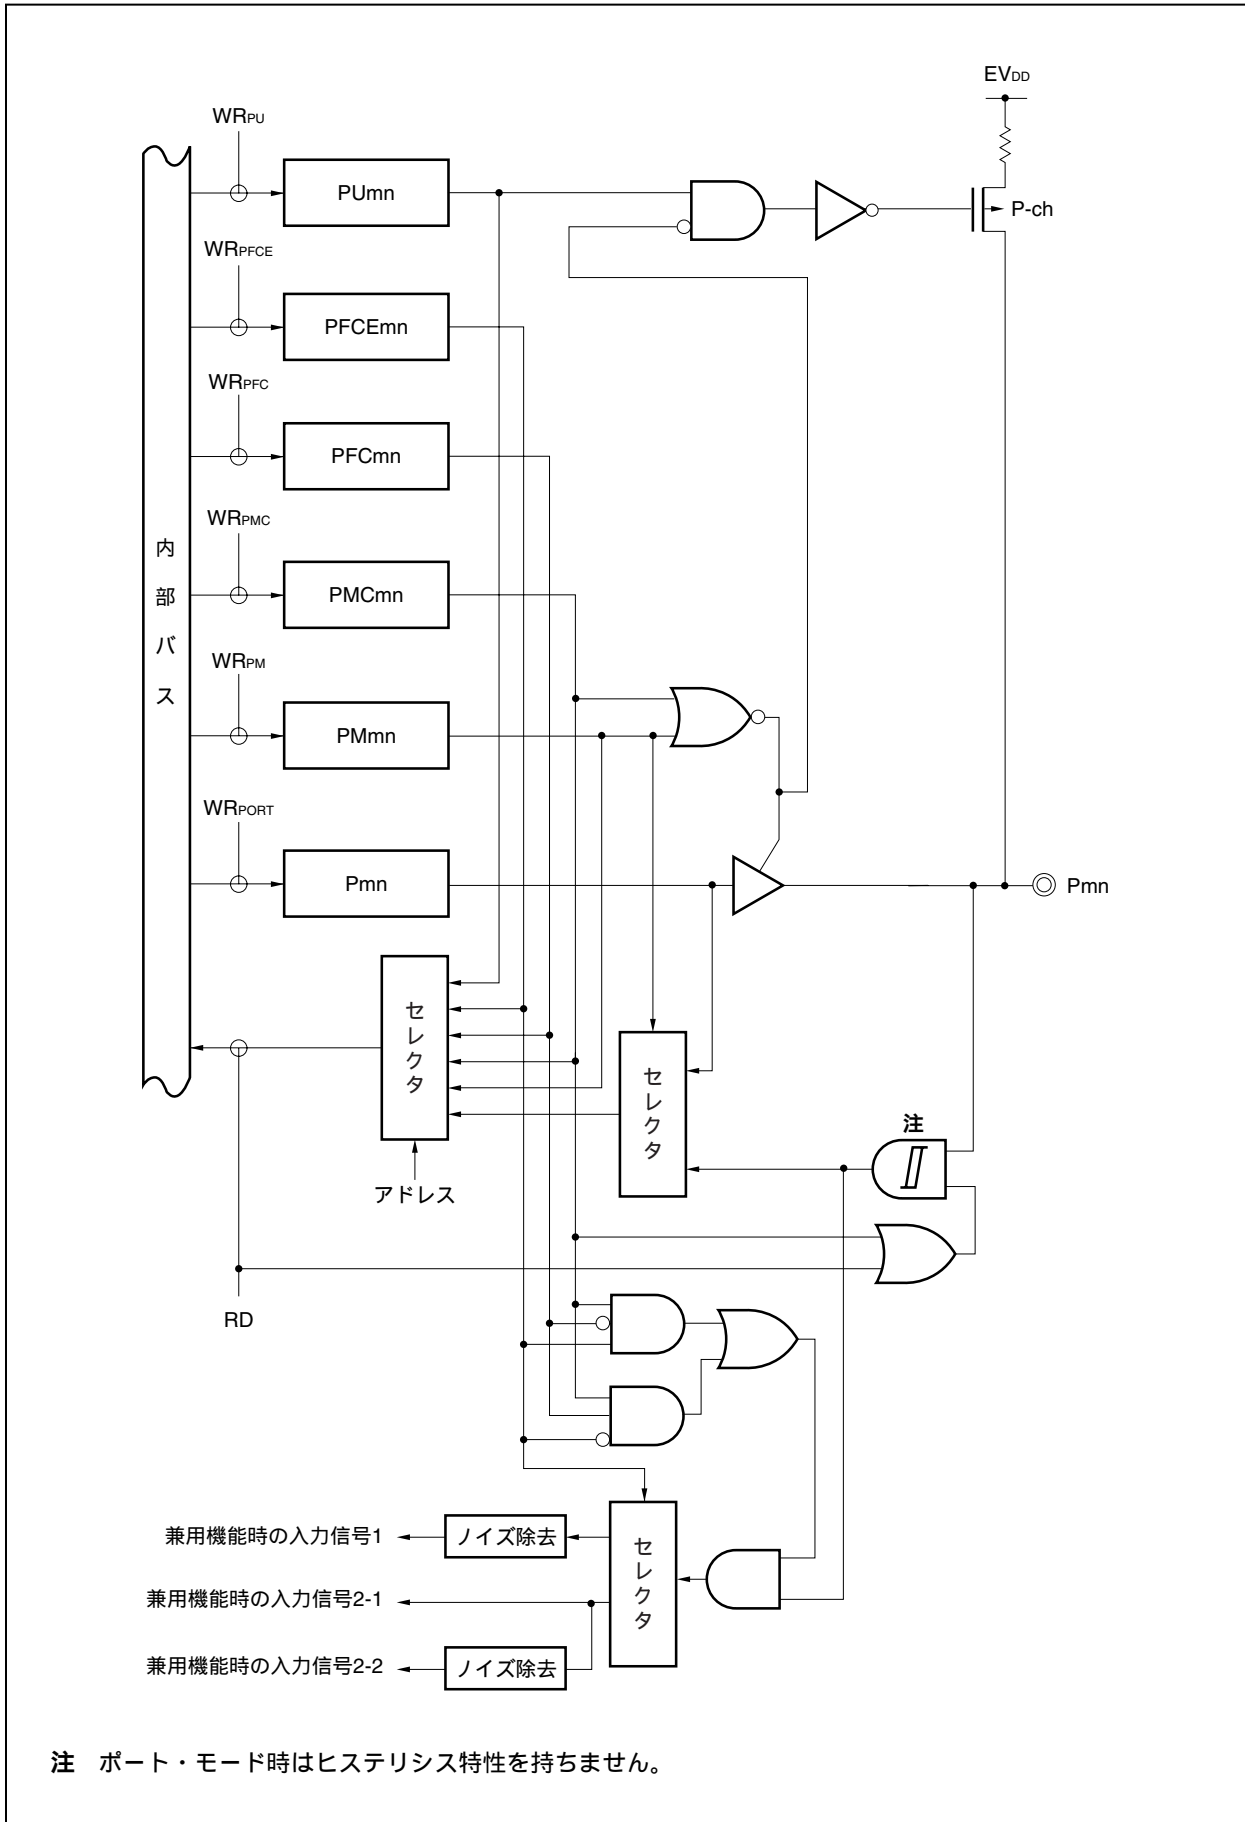 EVDD
WRPU
PUmn
P-ch
WRPFCE
PFCEmn
WRPFC
PFCmn
WRPMC
PMCmn
内部バス
WRPM
PMmn
WRPORT
Pmn
Pmn
セレクタ
セレクタ
注
アドレス
RD
兼用機能時の入力信号1
ノイズ除去
セレクタ
兼用機能時の入力信号2-1
兼用機能時の入力信号2-2
ノイズ除去
注 ポート・モード時はヒステリシス特性を持ちません。